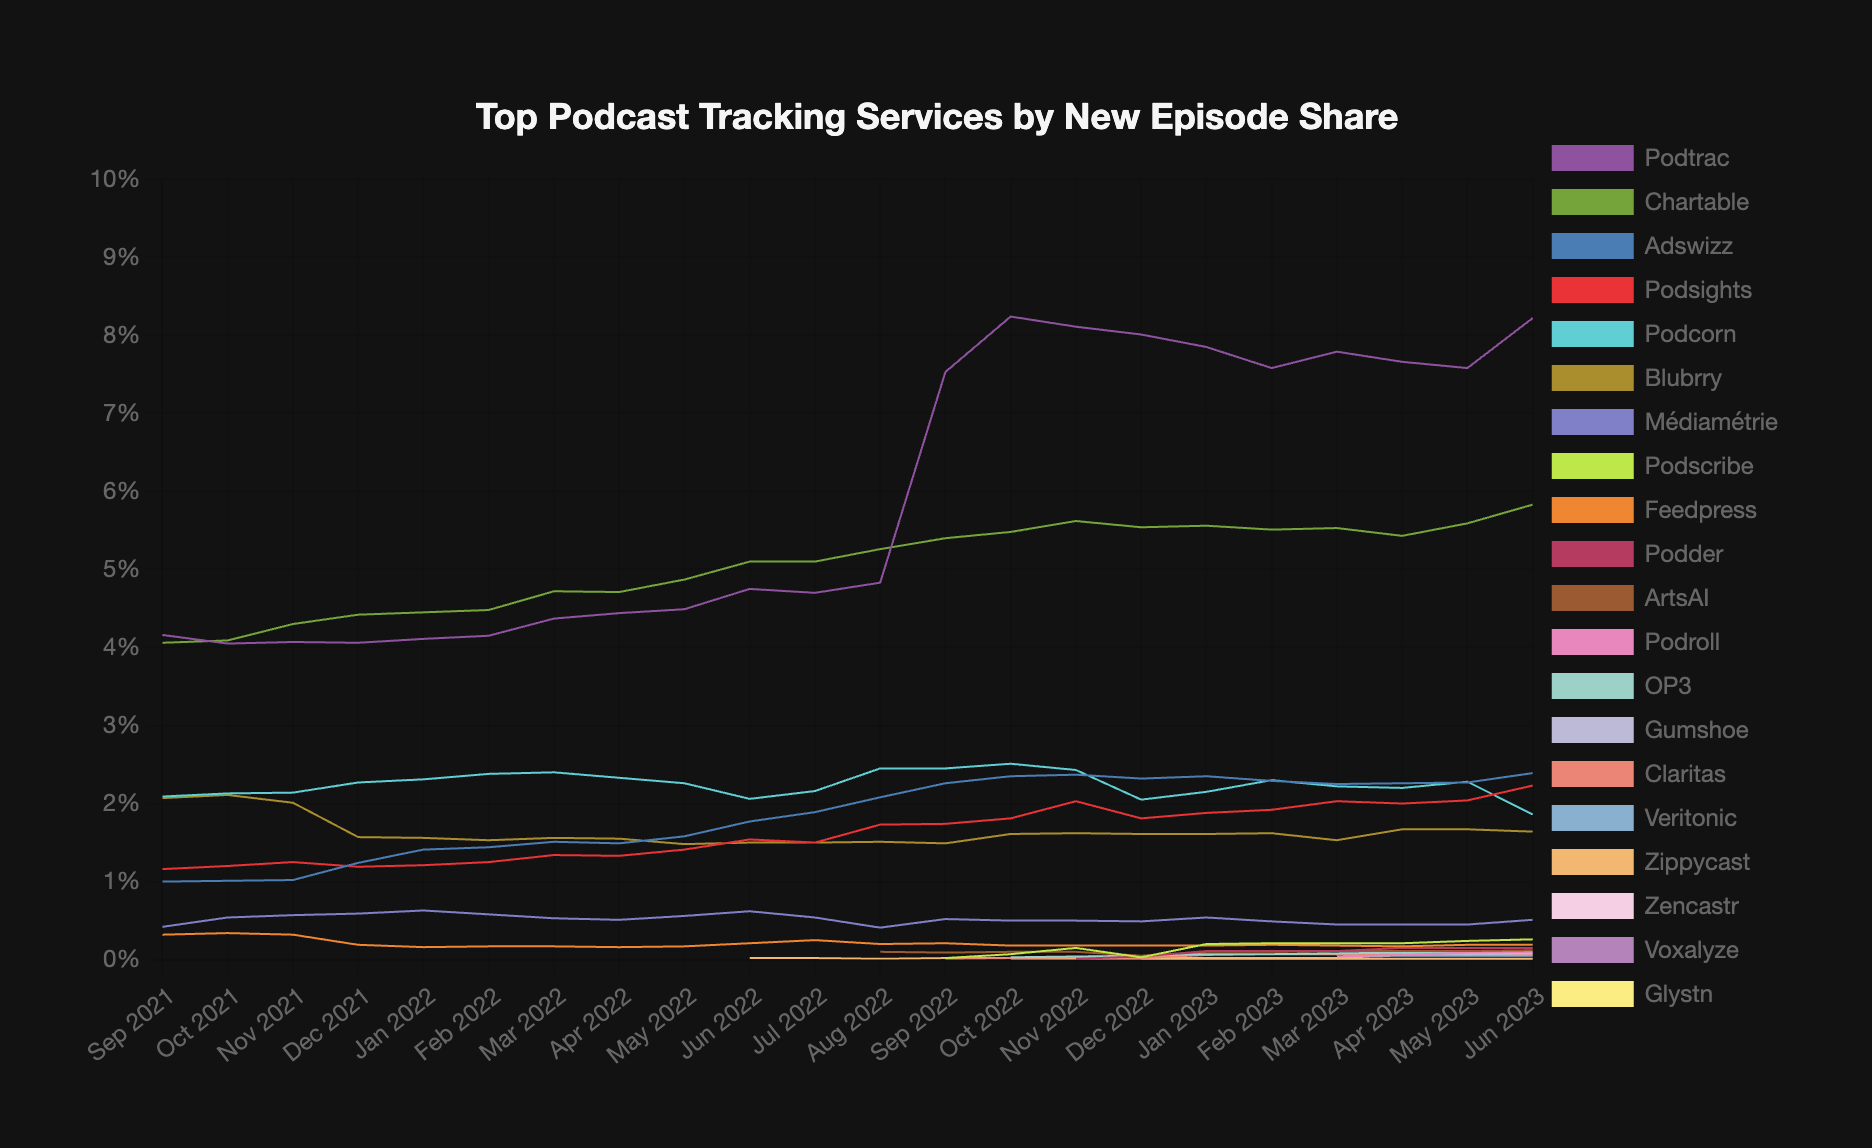 Top Podcast Tracking Services by New Episode Share
10%
9%
8%
7%
6%
5%
4%
3%
2%
1%
0%
Sep 2021
Oct 2021
Nov 2021
Dec 2021
Jan 2022
Feb 2022
Mar 2022
Apr 2022
May 2022
Jun 2022
Jul 2022
Aug 2022
Sep 2022
Oct 2022
Nov 2022
Dec 2022
Jan 2023
Feb 2023
Mar 2023
Apr 2023
May 2023
Jun 2023
Podtrac
Chartable
Adswizz
Podsights
Podcorn
Blubrry
Médiamétrie
Podscribe
Feedpress
Podder
ArtsAI
Podroll
OP3
Gumshoe
Claritas
Veritonic
Zippycast
Zencastr
Voxalyze
Glystn